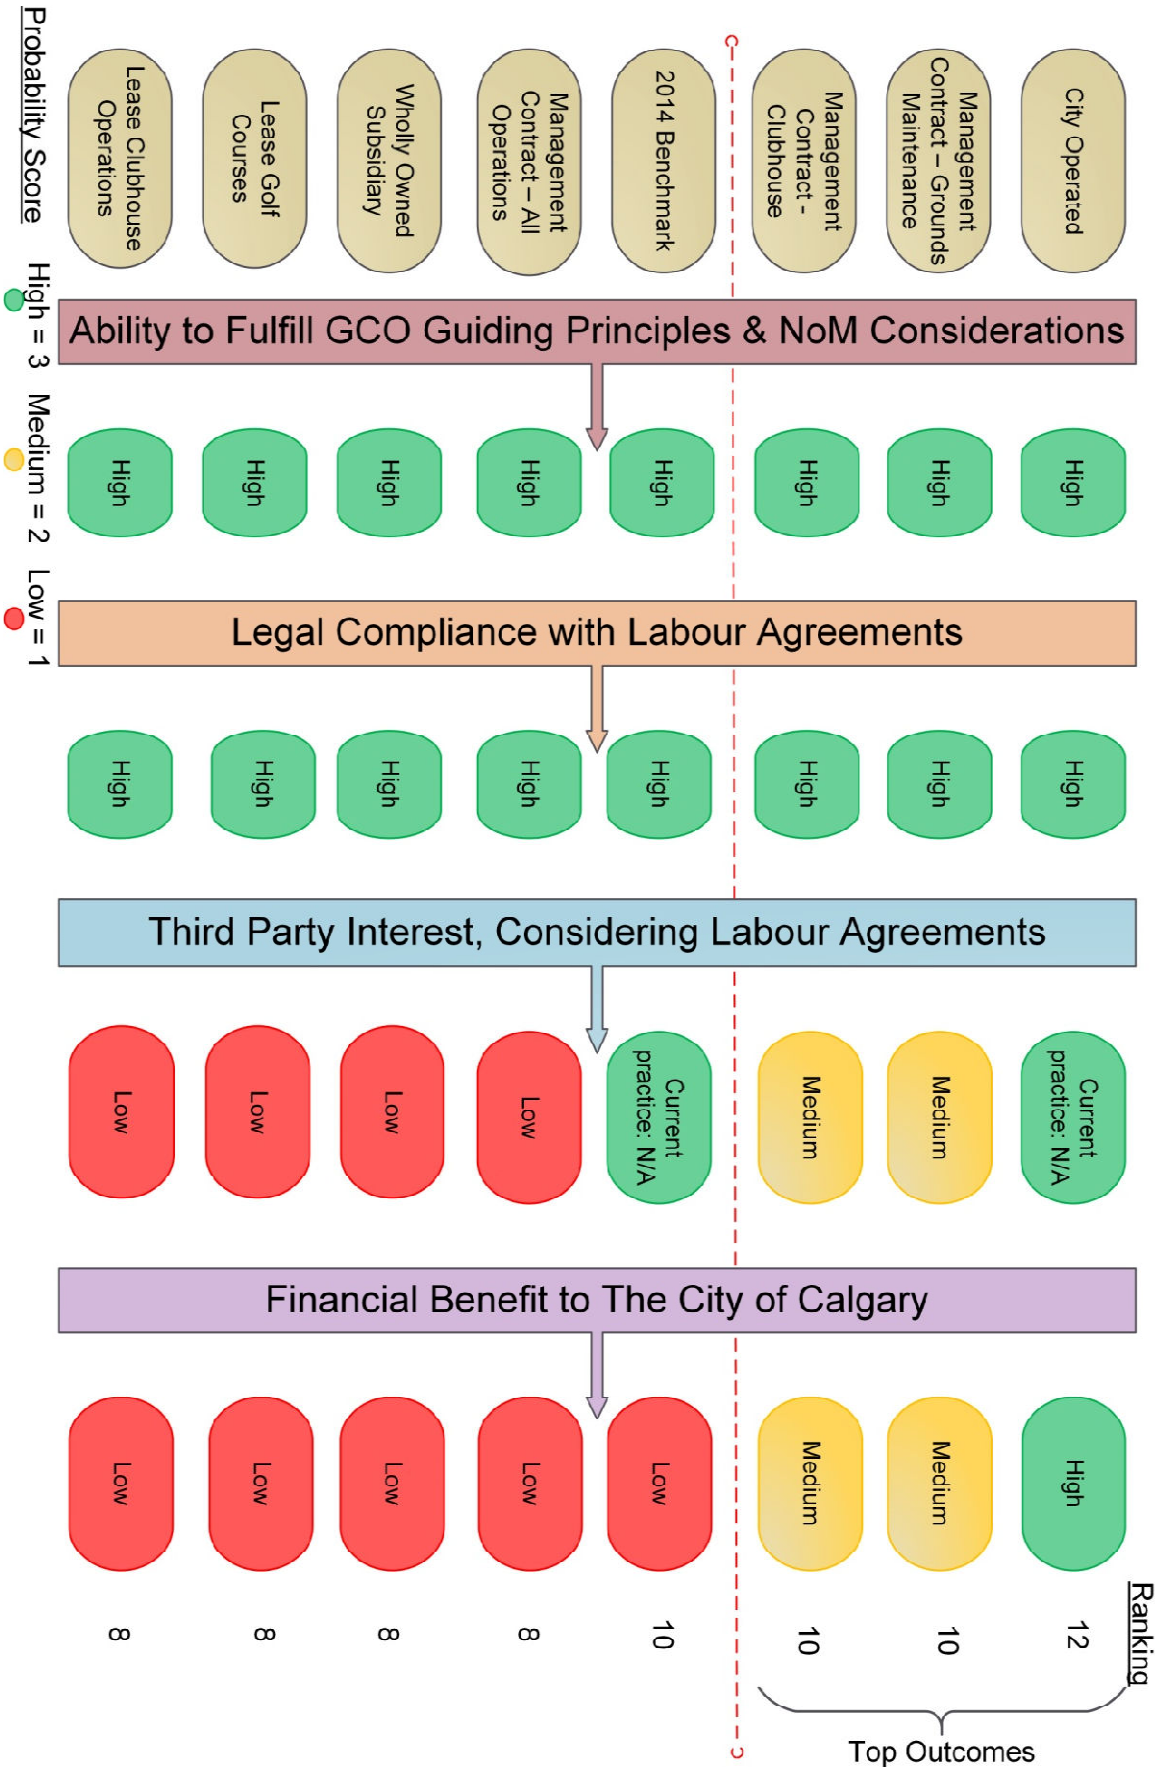 Ranking
City Operated
High
High
Current
practice: N/A
High
12
Management
Contract – Grounds
Maintenance
High
High
Medium
Medium
10
Management
Contract -
Clubhouse
High
High
Medium
Medium
10
Top Outcomes
2014 Benchmark
High
High
Current
practice: N/A
Low
10
Management
Contract – All
Operations
High
High
Low
Low
8
Wholly Owned
Subsidiary
High
High
Low
Low
8
Lease Golf
Courses
High
High
Low
Low
8
Lease Clubhouse
Operations
High
High
Low
Low
8
Ability to Fulfill GCO Guiding Principles & NoM Considerations
Legal Compliance with Labour Agreements
Third Party Interest, Considering Labour Agreements
Financial Benefit to The City of Calgary
Probability Score High = 3 Medium = 2 Low = 1